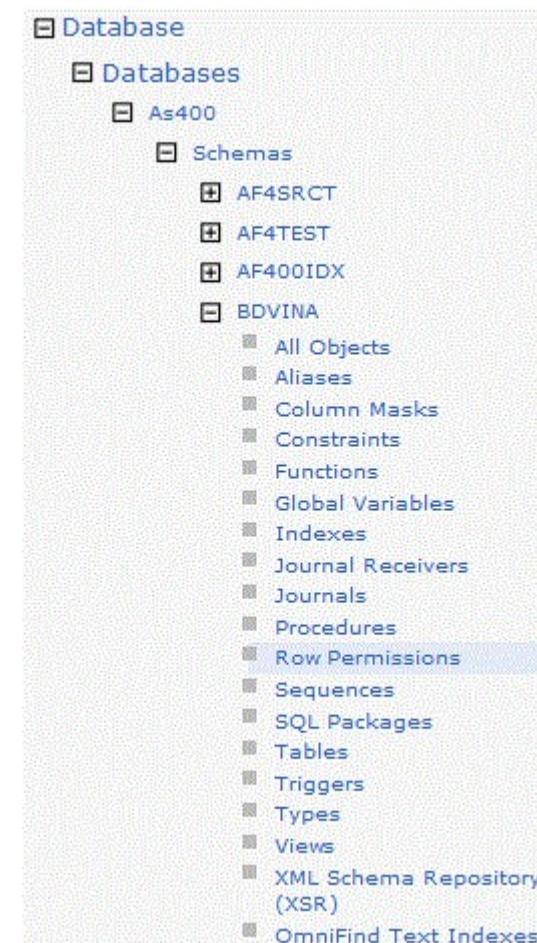 Database
Databases
As400
Schemas
AF4SRCT
AF4TEST
AF400IDX
BDVINA
All Objects
Aliases
Column Masks
Constraints
Functions
Global Variables
Indexes
Journal Receivers
Journals
Procedures
Row Permissions
Sequences
SQL Packages
Tables
Triggers
Types
Views
XML Schema Repository
(XSR)
OmniFind Text Indexes